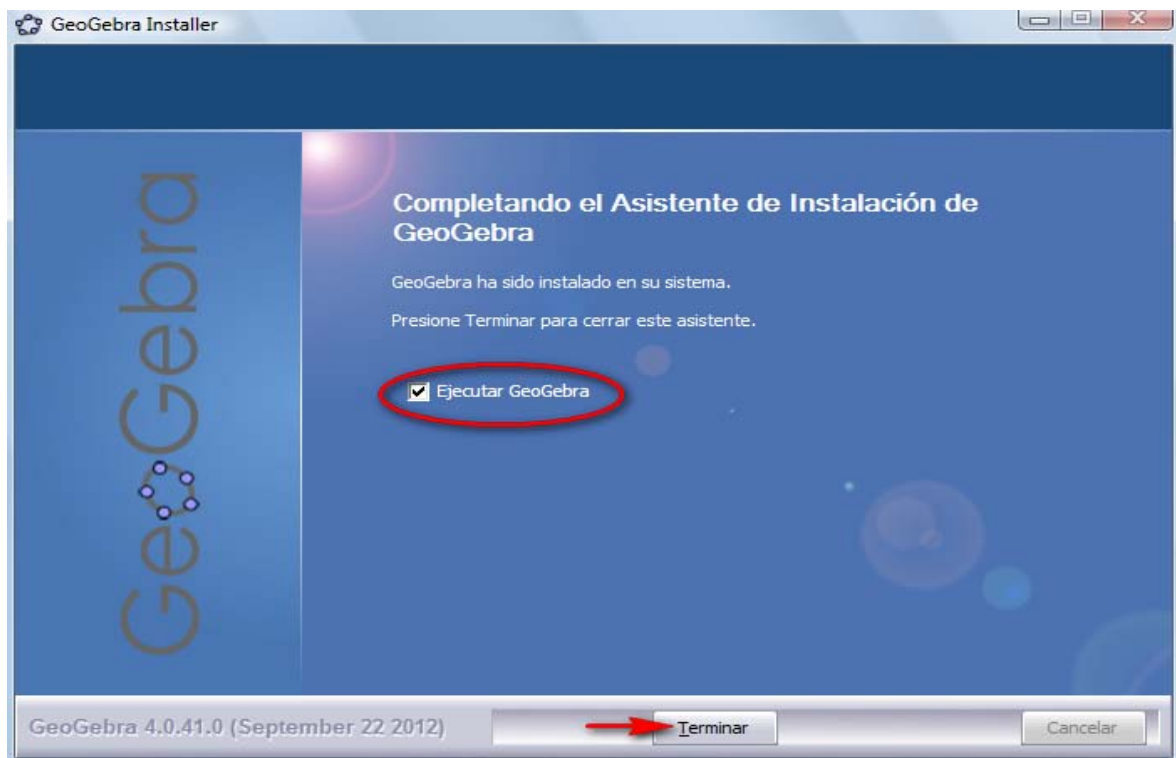 GeoGebra Installer
GeoGebra
Completando el Asistente de Instalación de
GeoGebra
GeoGebra ha sido instalado en su sistema.
Presione Terminar para cerrar este asistente.
Ejecutar GeoGebra
GeoGebra 4.0.41.0 (September 22 2012)
Terminar
Cancelar